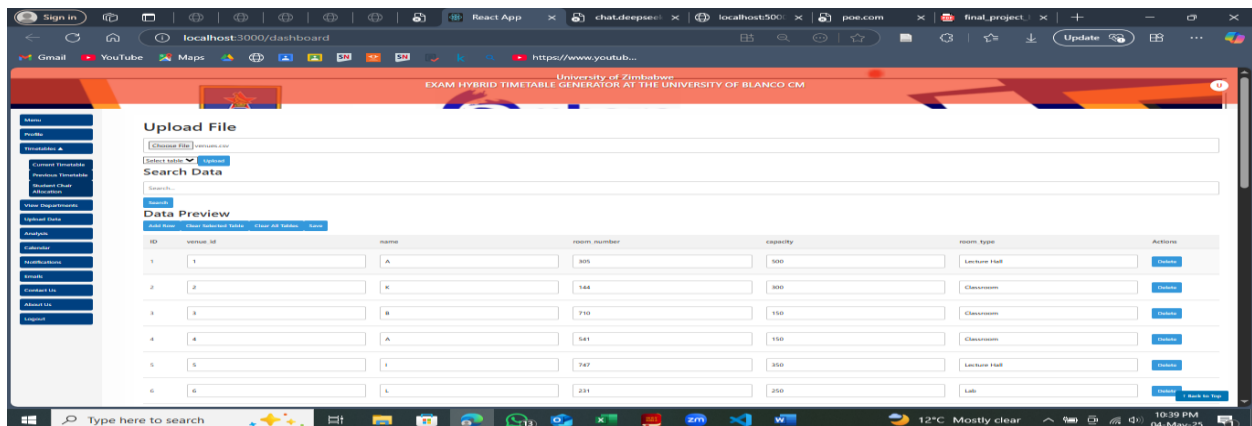 Sign in
React App
chat.deepseek
localhost:500
poe.com
final_project_
localhost:3000/dashboard
Update
Gmail
YouTube
Maps
SN
SN
https://www.youtub...
University of Zimbabwe
EXAM HYBRID TIMETABLE GENERATOR AT THE UNIVERSITY OF BLANCO CM
U
Menu
Profile
Timetables ▲
Current Timetable
Previous Timetable
Student Chair
Allocation
View Departments
Upload Data
Analysis
Calendar
Notifications
Emails
Contact Us
About Us
Logout
Upload File
Choose File venues.csv
Select table Upload
Search Data
Search...
Search
Data Preview
Add Row Clear Selected Table Clear All Tables Save
ID venue_id name room_number capacity room_type Actions
1 1 A 305 500 Lecture Hall Delete
2 2 K 144 300 Classroom Delete
3 3 B 710 150 Classroom Delete
4 4 A 541 150 Classroom Delete
5 5 I 747 350 Lecture Hall Delete
6 6 L 231 250 Lab Delete
↑ Back to Top
Type here to search
12°C Mostly clear
10:39 PM
04-May-25